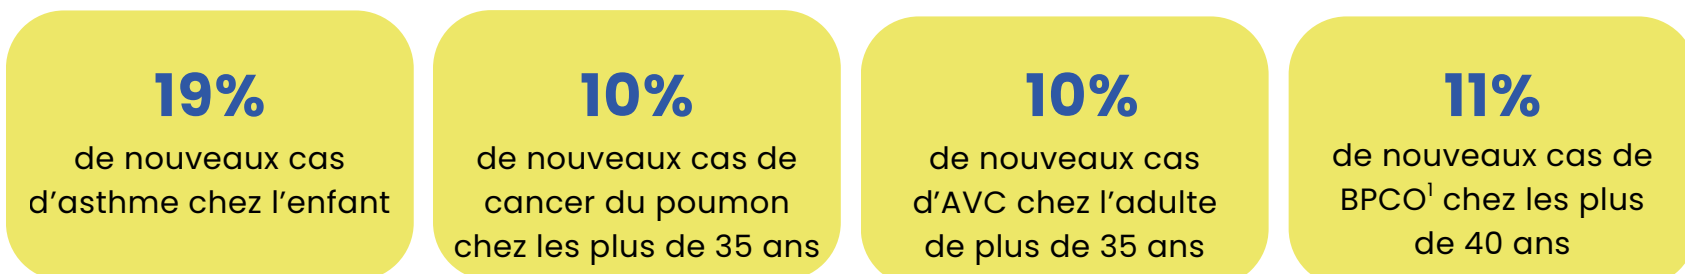 19%
de nouveaux cas
d’asthme chez l’enfant
10%
de nouveaux cas de
cancer du poumon
chez les plus de 35 ans
10%
de nouveaux cas
d’AVC chez l’adulte
de plus de 35 ans
11%
de nouveaux cas de
BPCO¹ chez les plus
de 40 ans